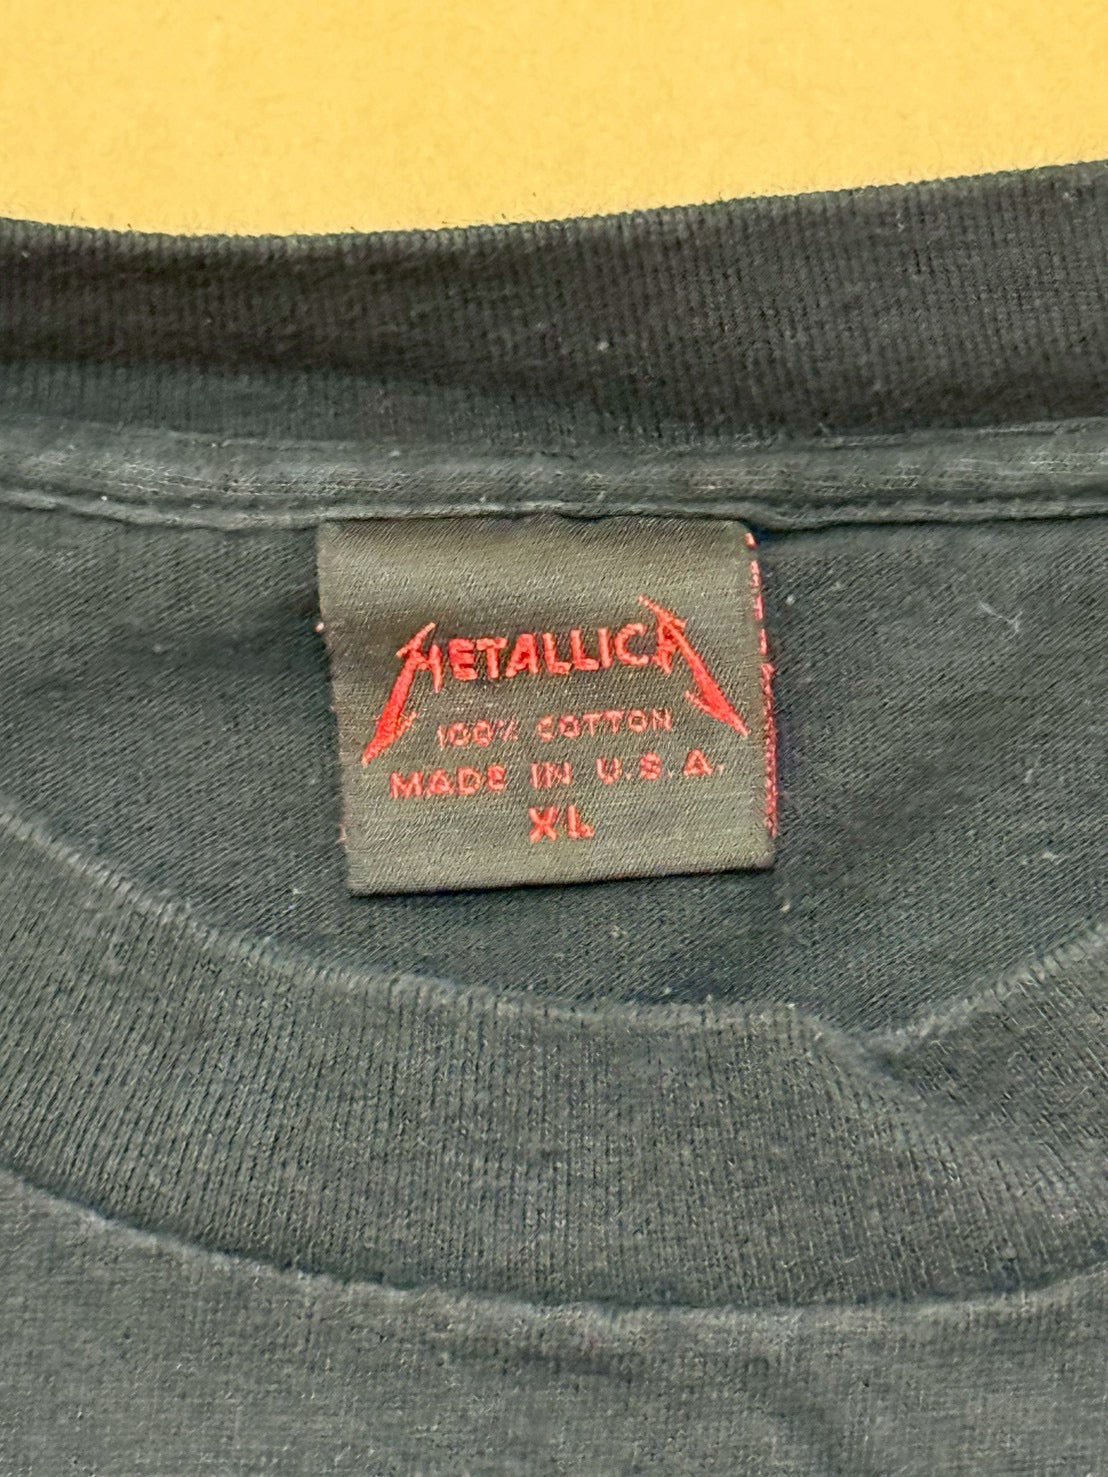 METALLICA
100% COTTON
MADE IN U.S.A.
XL